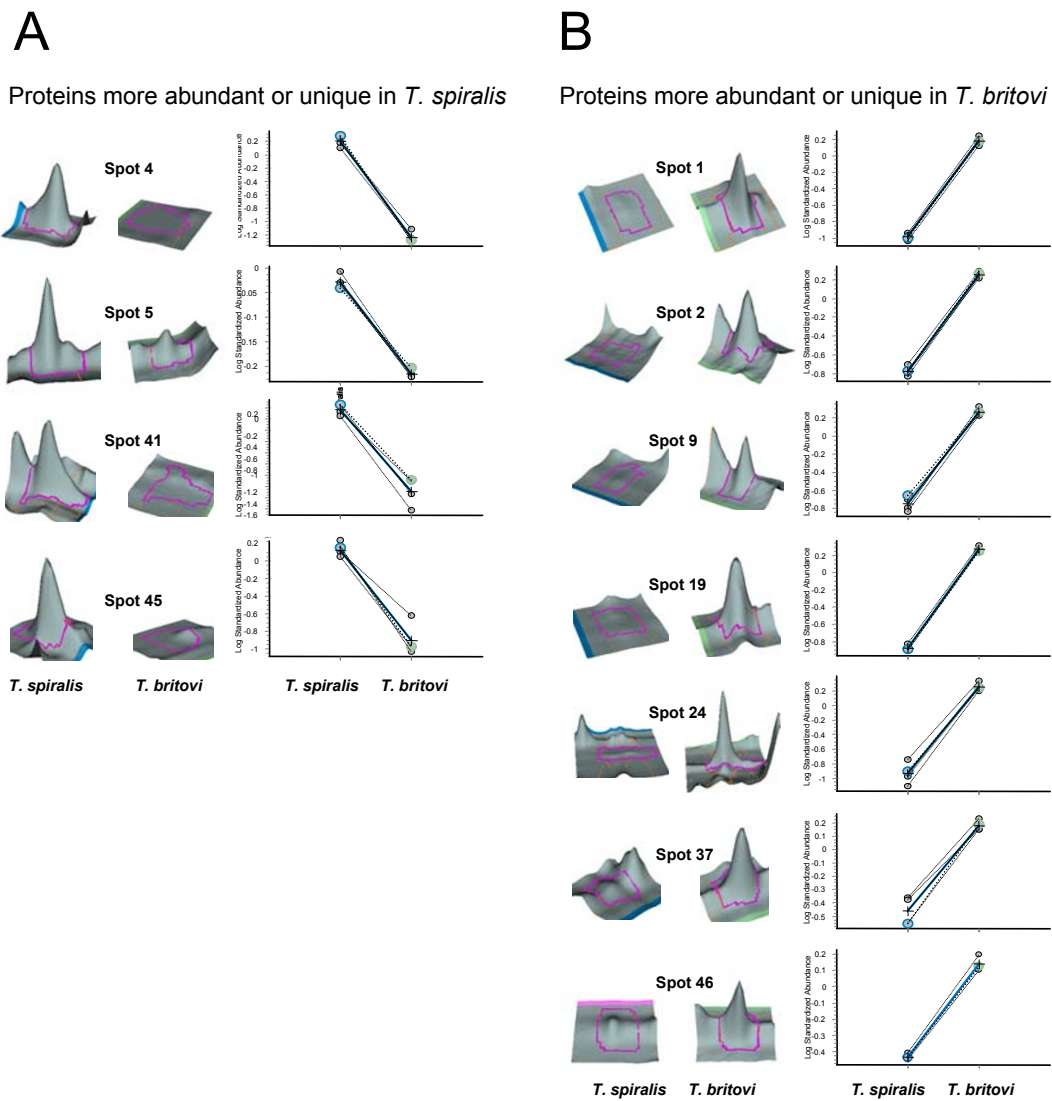 A
Proteins more abundant or unique in T. spiralis
Spot 4
Log Standardized Abundance
0.2
0
-0.2
-0.4
-0.6
-0.8
-1
-1.2
Spot 5
Log Standardized Abundance
0
0.05
-0.1
0.15
-0.2
Spot 41
Log Standardized Abundance
0.2
0
-0.2
-0.4
-0.6
-0.8
-1
-1.2
-1.4
-1.6
alis
Spot 45
Log Standardized Abundance
0.2
0
-0.2
-0.4
-0.6
-0.8
-1
T. spiralis T. britovi T. spiralis T. britovi
B
Proteins more abundant or unique in T. britovi
Spot 1
Log Standardized Abundance
0.2
0
-0.2
-0.4
-0.6
-0.8
-1
Spot 2
Log Standardized Abundance
0.2
0
-0.2
-0.4
-0.6
-0.8
Spot 9
Log Standardized Abundance
0.2
0
-0.2
-0.4
-0.6
-0.8
Spot 19
Log Standardized Abundance
0.2
0
-0.2
-0.4
-0.6
-0.8
Spot 24
Log Standardized Abundance
0.2
0
-0.2
-0.4
-0.6
-0.8
-1
Spot 37
Log Standardized Abundance
0.2
0.1
0
-0.1
-0.2
-0.3
-0.4
-0.5
Spot 46
Log Standardized Abundance
0.2
0.1
0
-0.1
-0.2
-0.3
-0.4
T. spiralis T. britovi T. spiralis T. britovi